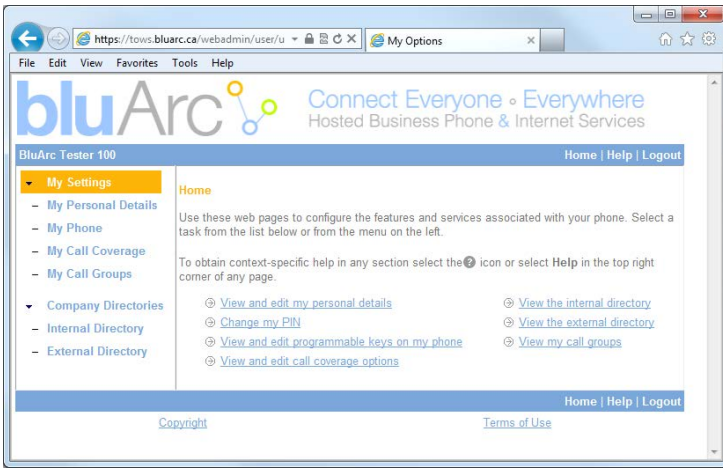 https://tows.bluarc.ca/webadmin/user/u
My Options
File Edit View Favorites Tools Help
bluArc
Connect Everyone Everywhere
Hosted Business Phone & Internet Services
BluArc Tester 100
Home | Help | Logout
My Settings
– My Personal Details
– My Phone
– My Call Coverage
– My Call Groups
Company Directories
– Internal Directory
– External Directory
Home
Use these web pages to configure the features and services associated with your phone. Select a
task from the list below or from the menu on the left.
To obtain context-specific help in any section select the ? icon or select Help in the top right
corner of any page.
View and edit my personal details
Change my PIN
View and edit programmable keys on my phone
View and edit call coverage options
View the internal directory
View the external directory
View my call groups
Home | Help | Logout
Copyright
Terms of Use